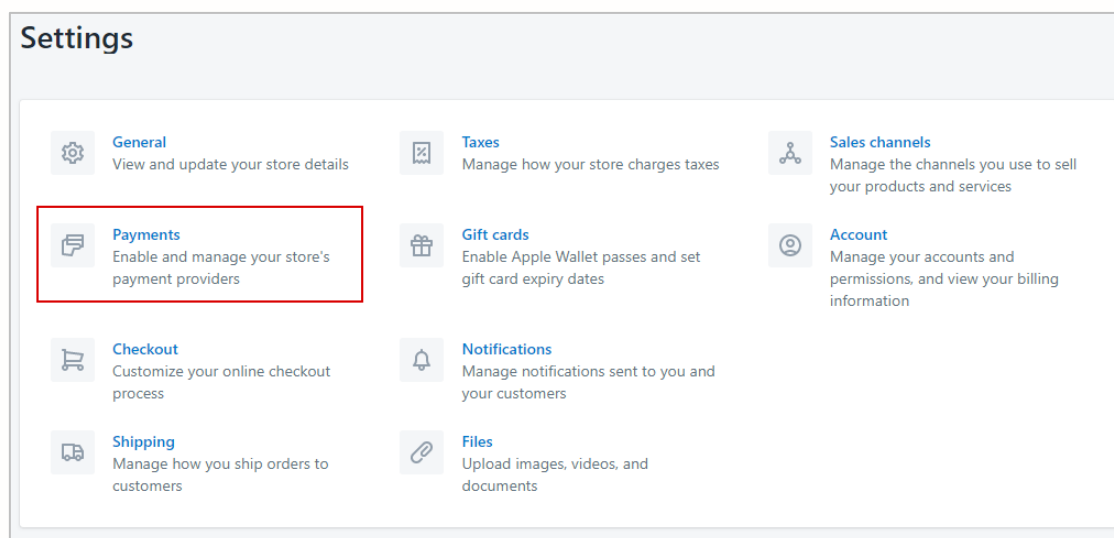 Settings
General
View and update your store details
Taxes
Manage how your store charges taxes
Sales channels
Manage the channels you use to sell
your products and services
Payments
Enable and manage your store's
payment providers
Gift cards
Enable Apple Wallet passes and set
gift card expiry dates
Account
Manage your accounts and
permissions, and view your billing
information
Checkout
Customize your online checkout
process
Notifications
Manage notifications sent to you and
your customers
Shipping
Manage how you ship orders to
customers
Files
Upload images, videos, and
documents